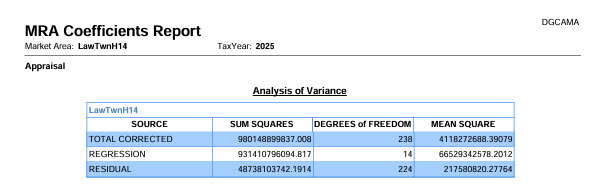 DGCAMA
MRA Coefficients Report
Market Area: LawTwnH14 TaxYear: 2025
Appraisal
Analysis of Variance
LawTwnH14
SOURCE SUM SQUARES DEGREES of FREEDOM MEAN SQUARE
TOTAL CORRECTED 980148899837.008 238 4118272688.39079
REGRESSION 931410796094.817 14 66529342578.2012
RESIDUAL 48738103742.1914 224 217580820.27764